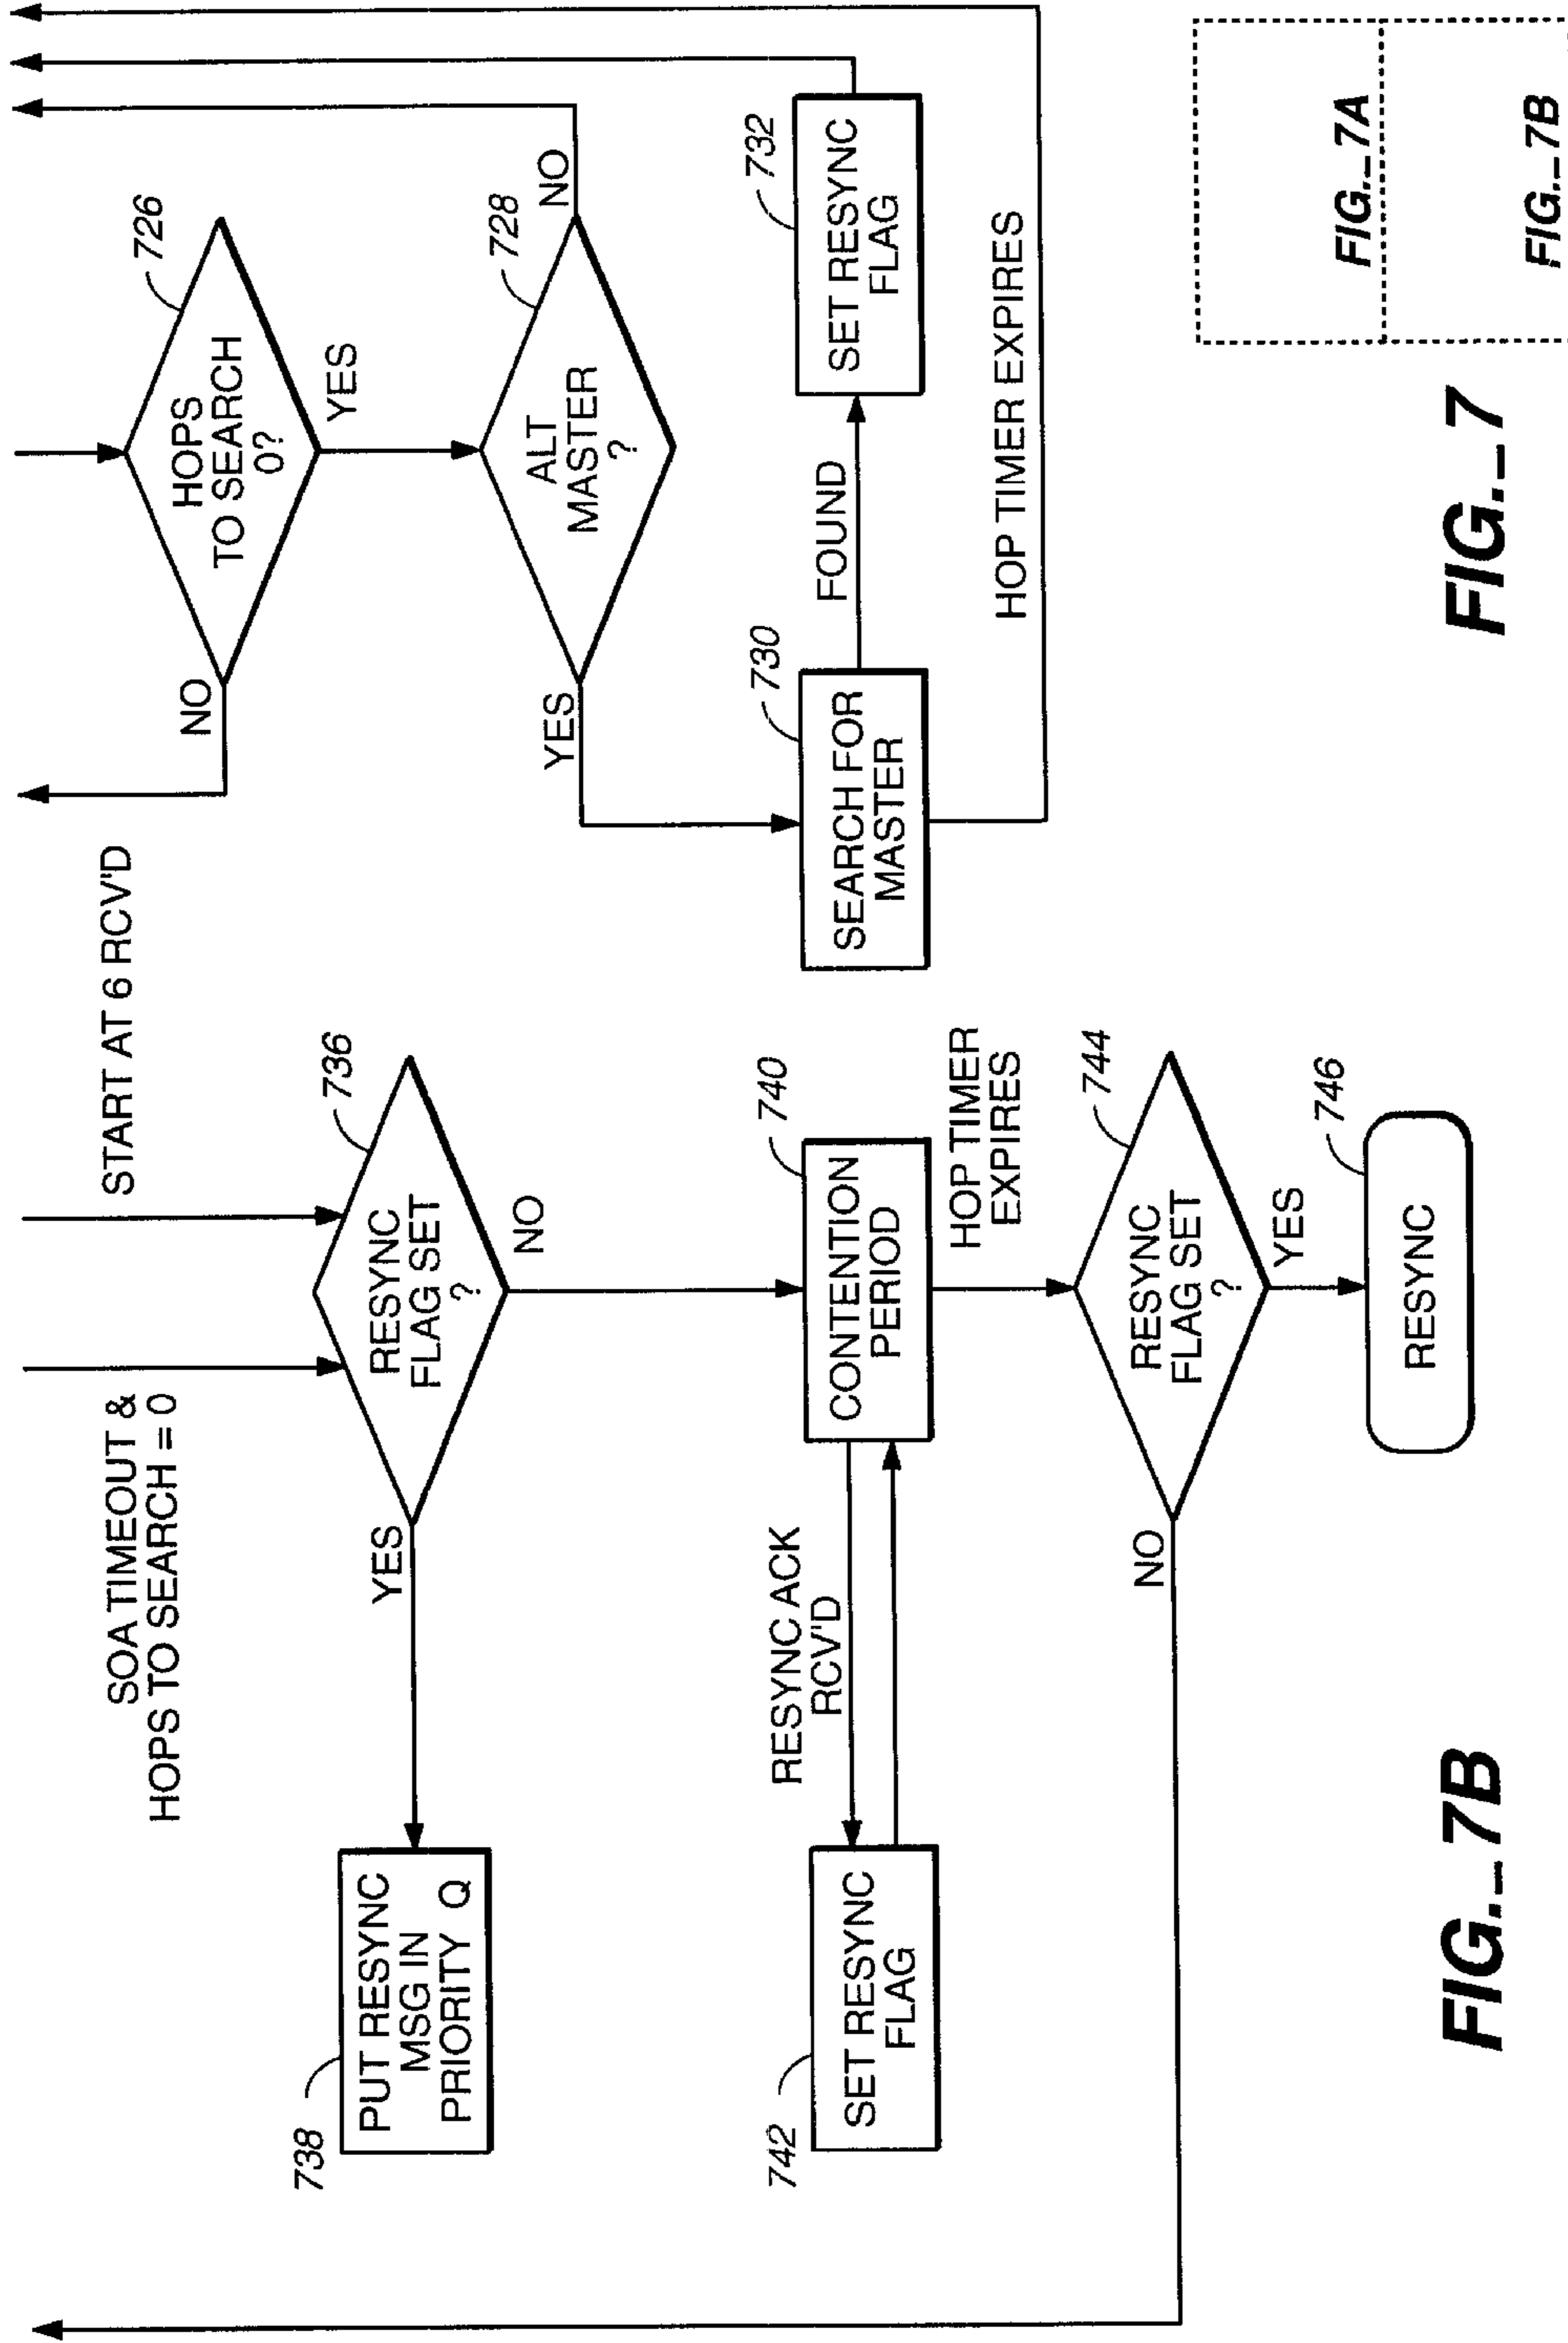 SOA TIMEOUT &
HOPS TO SEARCH = 0
START AT 6 RCV'D
736
RESYNC
FLAG SET
?
YES
NO
738
PUT RESYNC
MSG IN
PRIORITY Q
740
CONTENTION
PERIOD
RESYNC ACK
RCV'D
742
SET RESYNC
FLAG
HOP TIMER
EXPIRES
744
RESYNC
FLAG SET
?
NO
YES
746
RESYNC
FIG._7B
726
HOPS
TO SEARCH
0?
NO
YES
728
ALT
MASTER
?
YES
NO
730
SEARCH FOR
MASTER
FOUND
732
SET RESYNC
FLAG
HOP TIMER EXPIRES
FIG._7A
FIG._7B
FIG._7